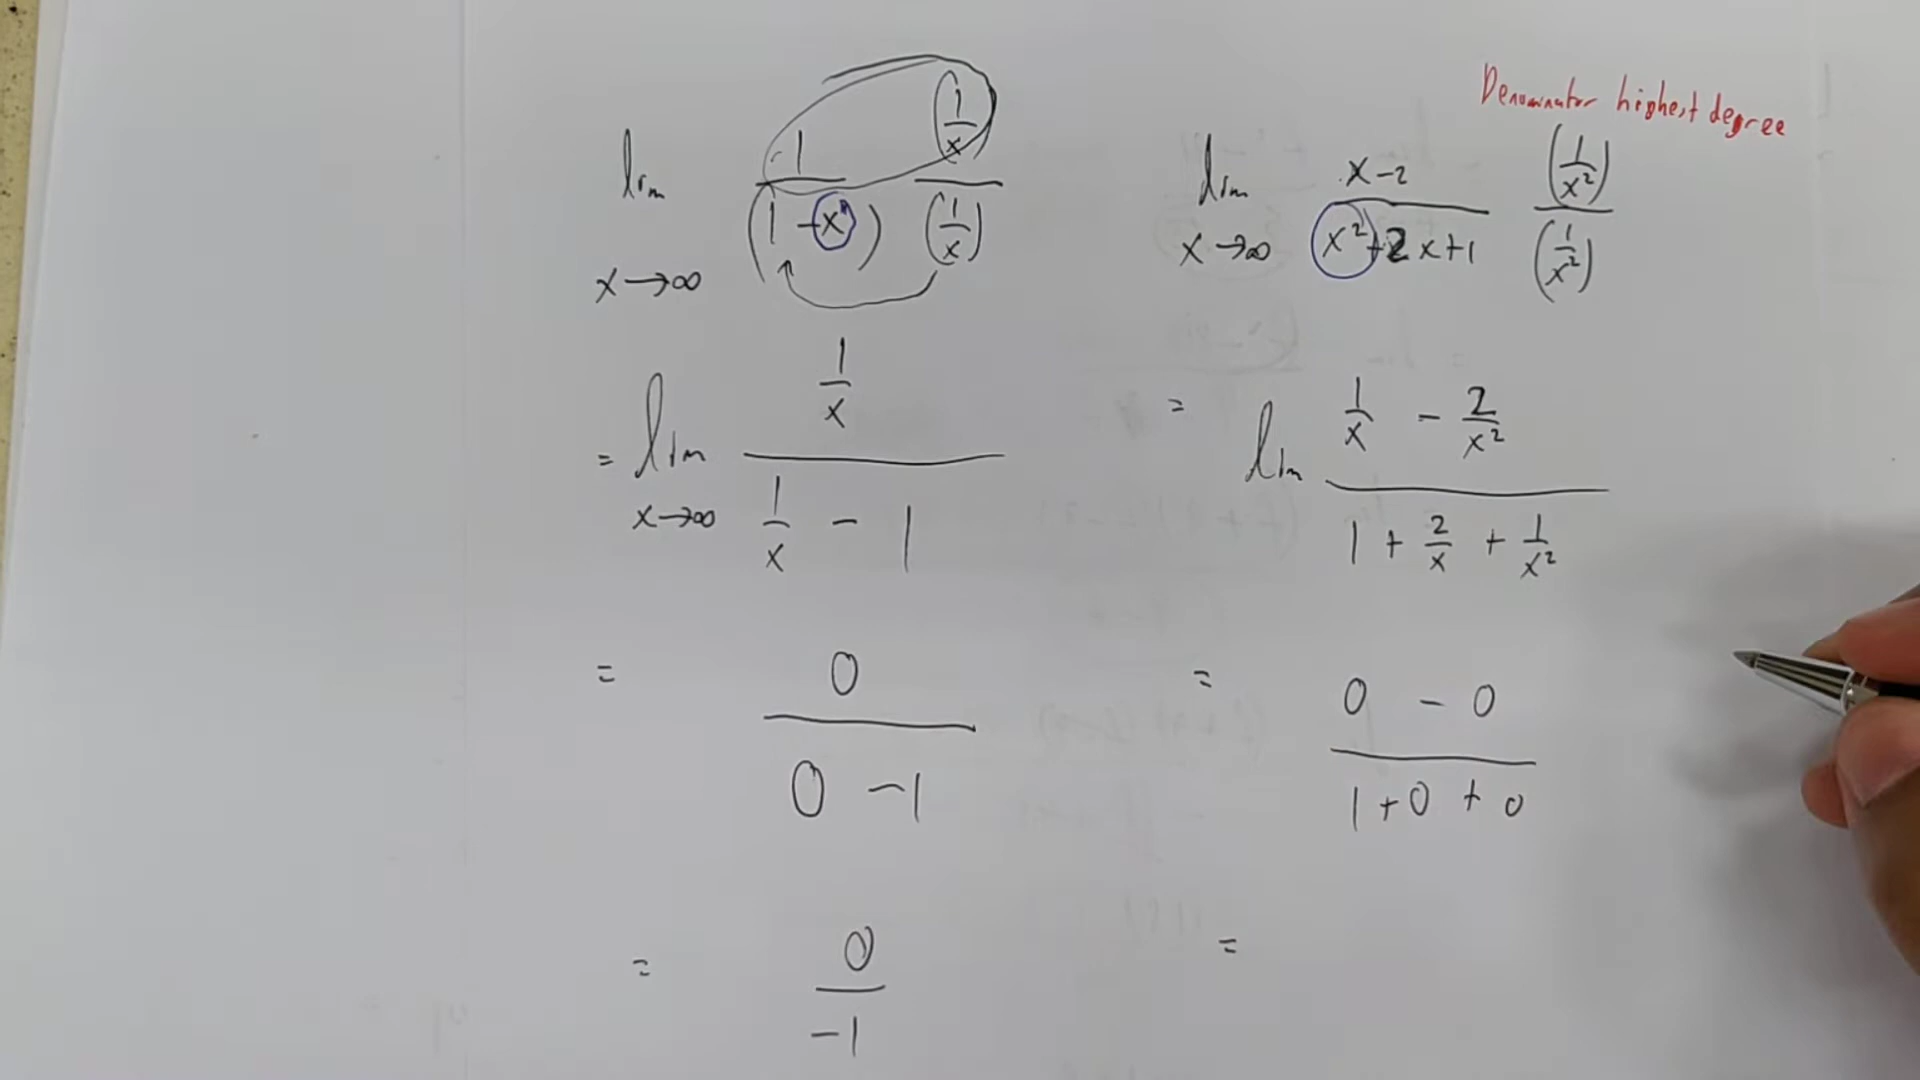 Denominator highest degree
lim x→∞ 1/(1-x¹) (1/x)/(1/x)
= lim x→∞ (1/x)/(1/x - 1)
= 0/(0 - 1)
= 0/-1
lim x→∞ (x-2)/(x²+2x+1) (1/x²)/(1/x²)
= lim (1/x - 2/x²)/(1 + 2/x + 1/x²)
= (0 - 0)/(1+0+0)
=